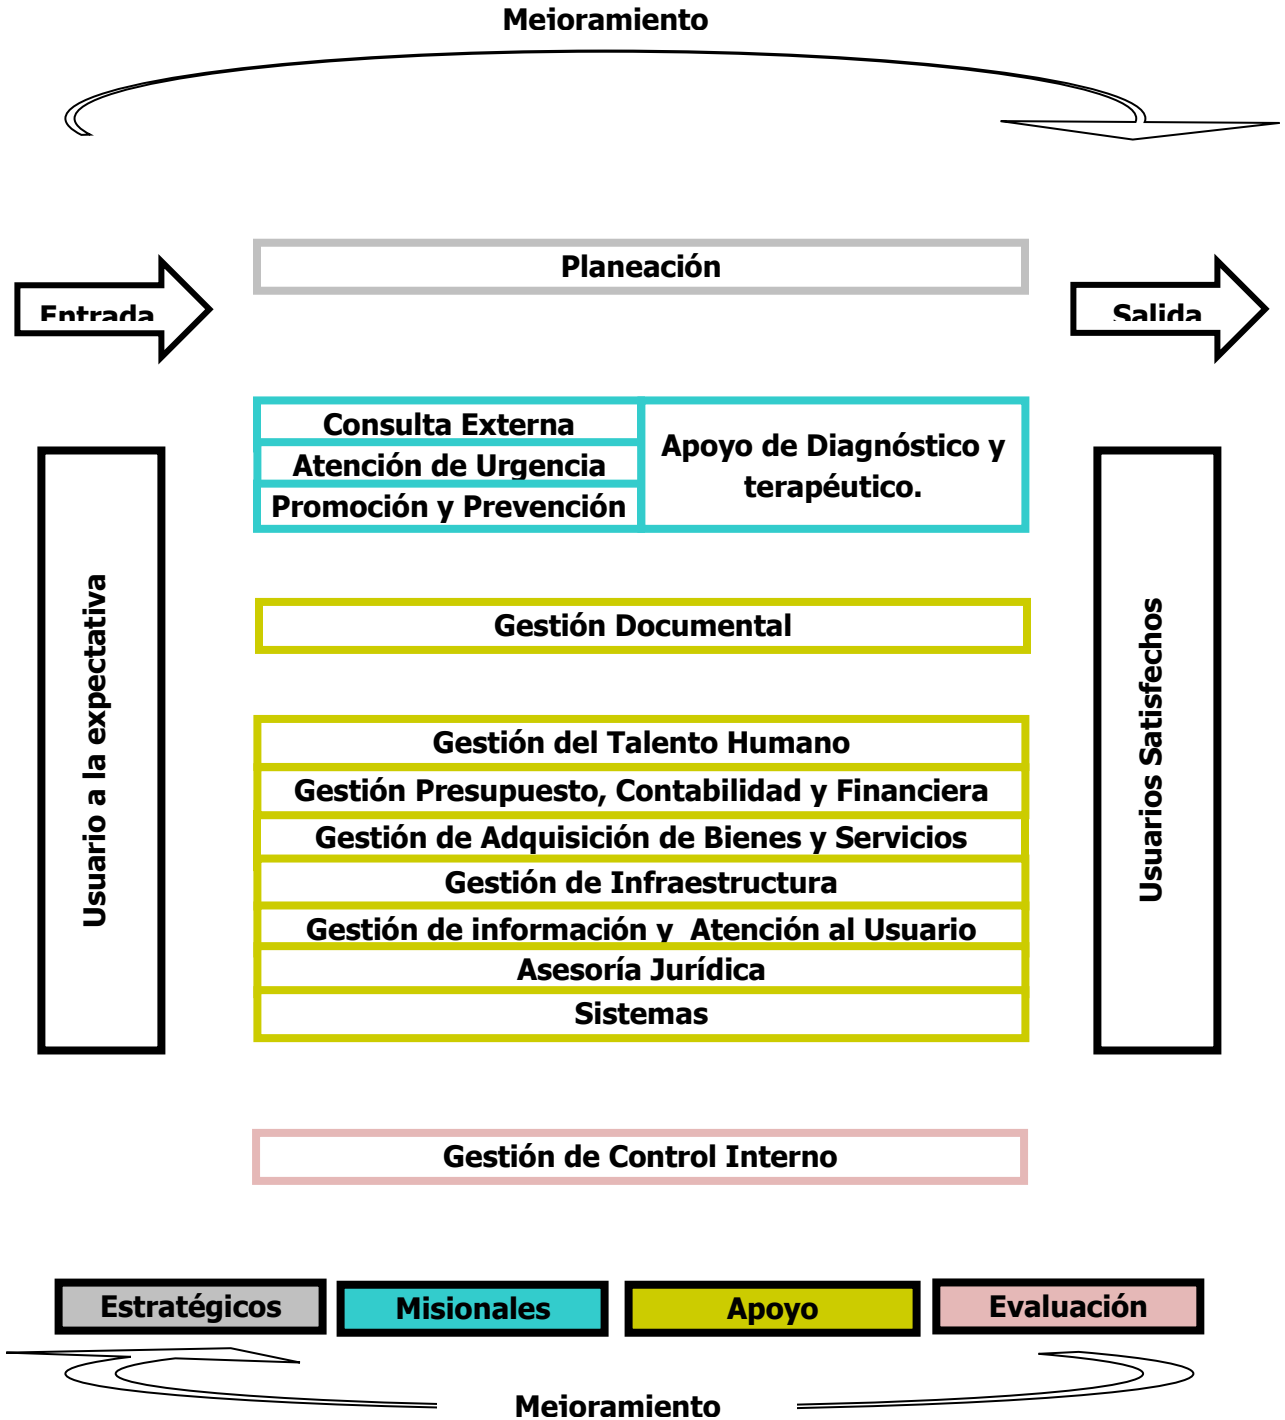 Mejoramiento
Planeación
Entrada
Salida
Consulta Externa
Atención de Urgencia
Promoción y Prevención
Apoyo de Diagnóstico y
terapéutico.
Usuario a la expectativa
Gestión Documental
Gestión del Talento Humano
Gestión Presupuesto, Contabilidad y Financiera
Gestión de Adquisición de Bienes y Servicios
Gestión de Infraestructura
Gestión de información y  Atención al Usuario
Asesoría Jurídica
Sistemas
Usuarios Satisfechos
Gestión de Control Interno
Estratégicos
Misionales
Apoyo
Evaluación
Mejoramiento